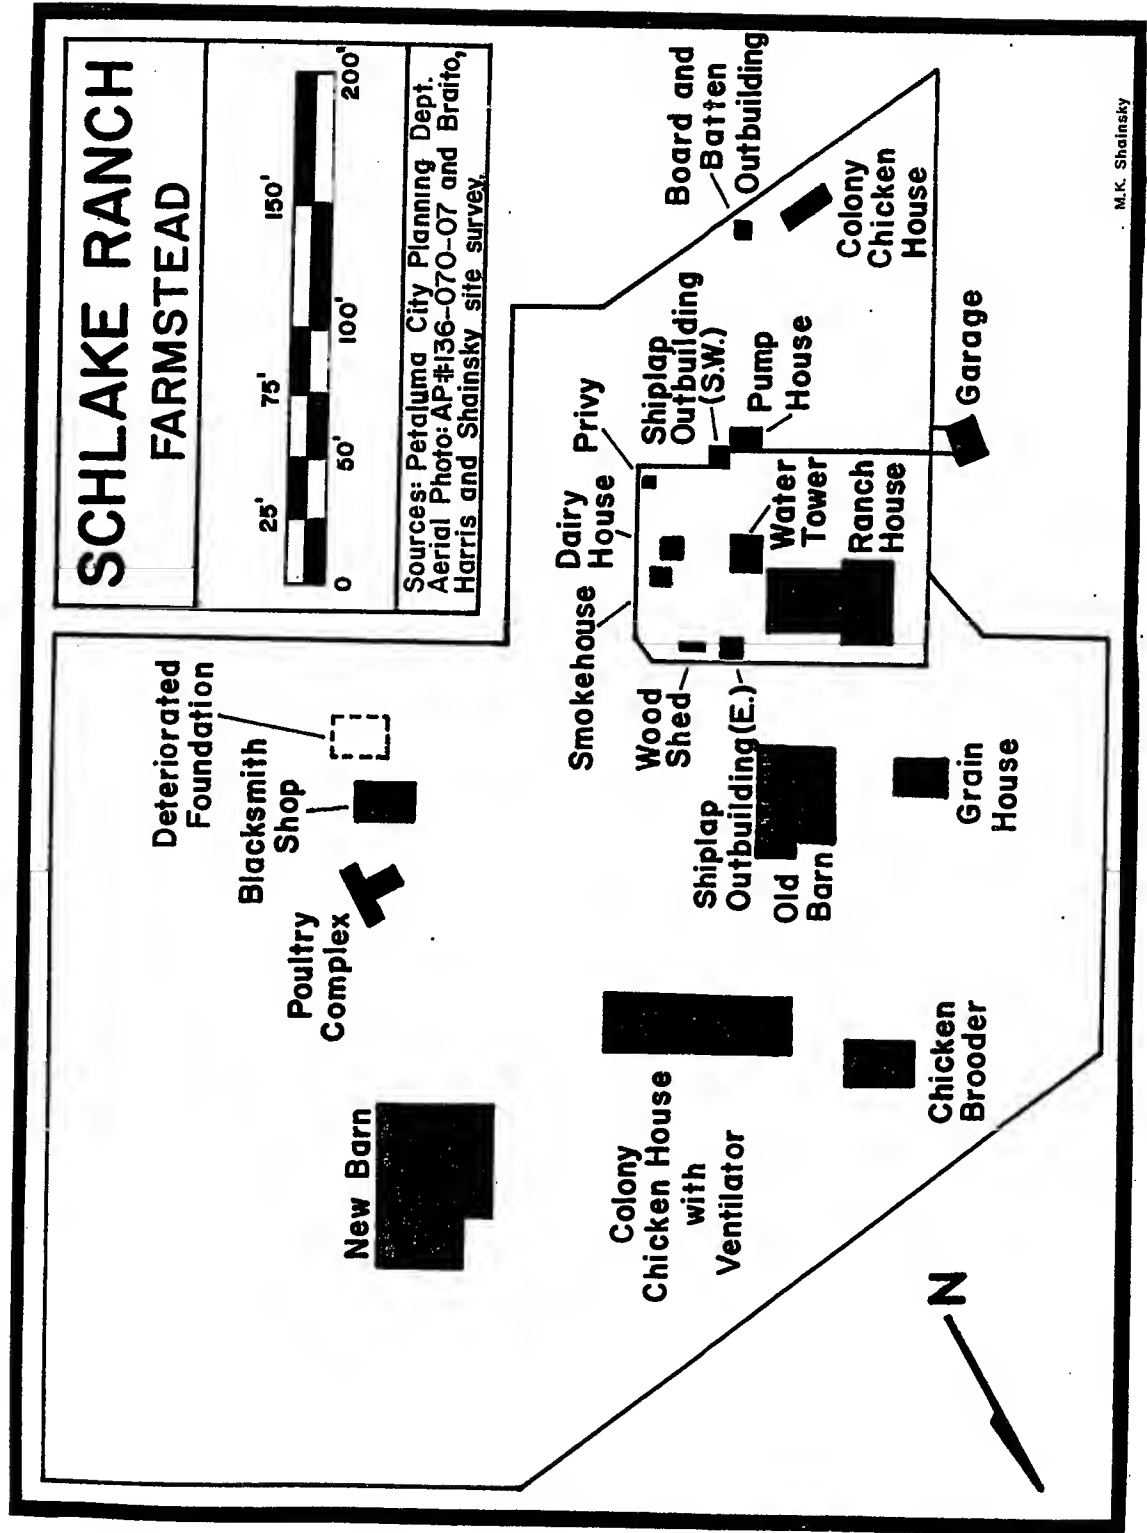 SCHLAKE RANCH
FARMSTEAD
25'
75'
150'
0
50'
100'
200'
Sources: Petaluma City Planning Dept.
Aerial Photo: AP#136-070-07 and Braito,
Harris and Shainsky site survey.
Deteriorated
Foundation
Blacksmith
Shop
Poultry
Complex
New Barn
Smokehouse
Dairy
House
Privy
Shiplap
Outbuilding
(S.W.)
Board and
Batten
Outbuilding
Wood
Shed
Shiplap
Outbuilding (E.)
Old
Barn
Water
Tower
Pump
House
Ranch
House
Colony
Chicken
House
Garage
Grain
House
Colony
Chicken House
with
Ventilator
Chicken
Brooder
N
M.K. Shainsky